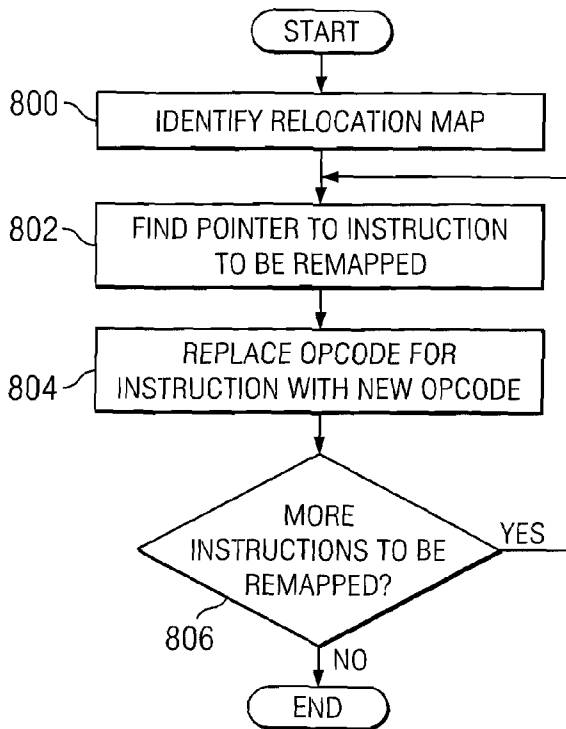 START
800
IDENTIFY RELOCATION MAP
802
FIND POINTER TO INSTRUCTION
TO BE REMAPPED
804
REPLACE OPCODE FOR
INSTRUCTION WITH NEW OPCODE
MORE
INSTRUCTIONS TO BE
REMAPPED?
YES
806
NO
END